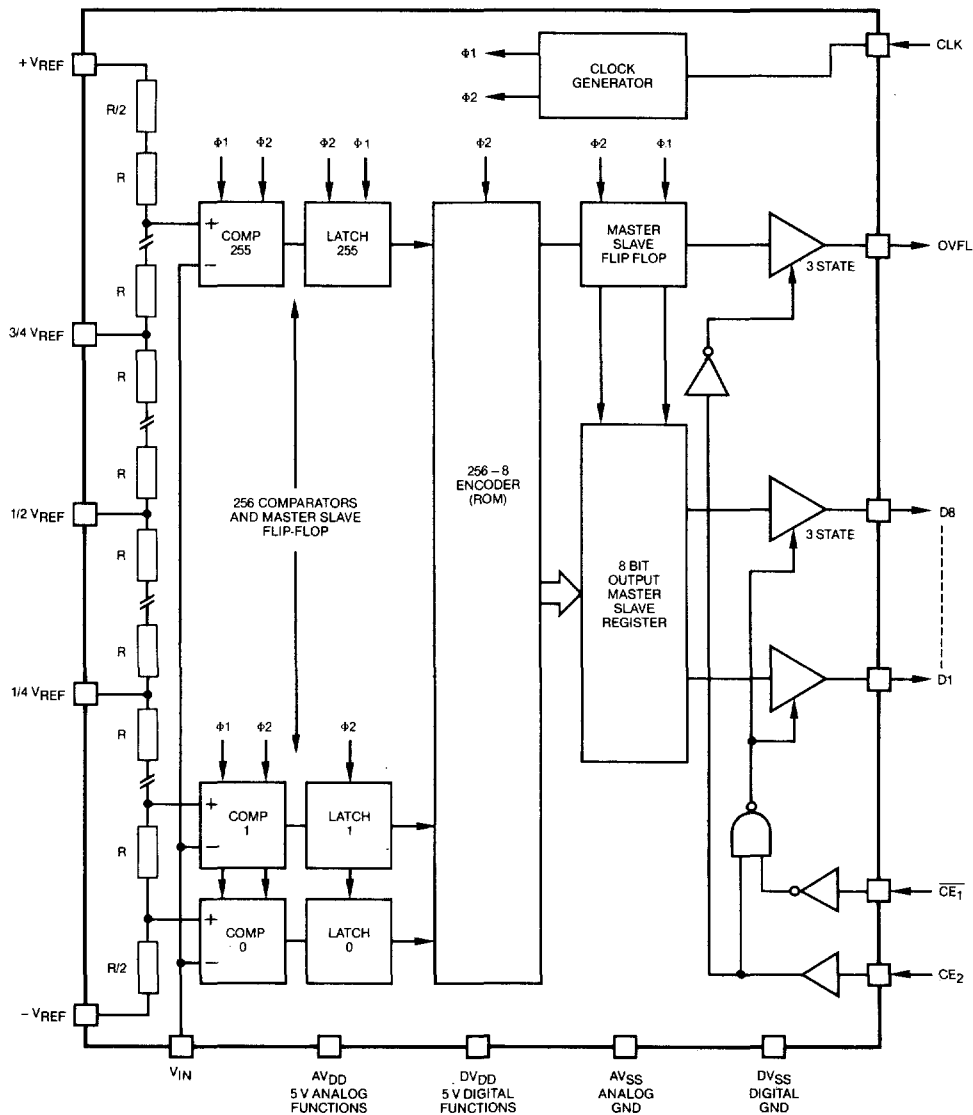 CLK
Φ1
CLOCK
GENERATOR
Φ2
+ VREF
R/2
R
Φ1 Φ2 Φ2 Φ1
Φ2
Φ2 Φ1
+
−
COMP
255
LATCH
255
MASTER
SLAVE
FLIP FLOP
3 STATE
OVFL
R
3/4 VREF
R
R
256 COMPARATORS
AND MASTER SLAVE
FLIP-FLOP
256 – 8
ENCODER
(ROM)
1/2 VREF
R
3 STATE
D8
8 BIT
OUTPUT
MASTER
SLAVE
REGISTER
R
1/4 VREF
D1
R
Φ1 Φ2 Φ2
+
−
COMP
1
LATCH
1
R
CE1
+
−
COMP
0
LATCH
0
R/2
CE2
− VREF
VIN
AVDD
5 V ANALOG
FUNCTIONS
DVDD
5 V DIGITAL
FUNCTIONS
AVSS
ANALOG
GND
DVSS
DIGITAL
GND